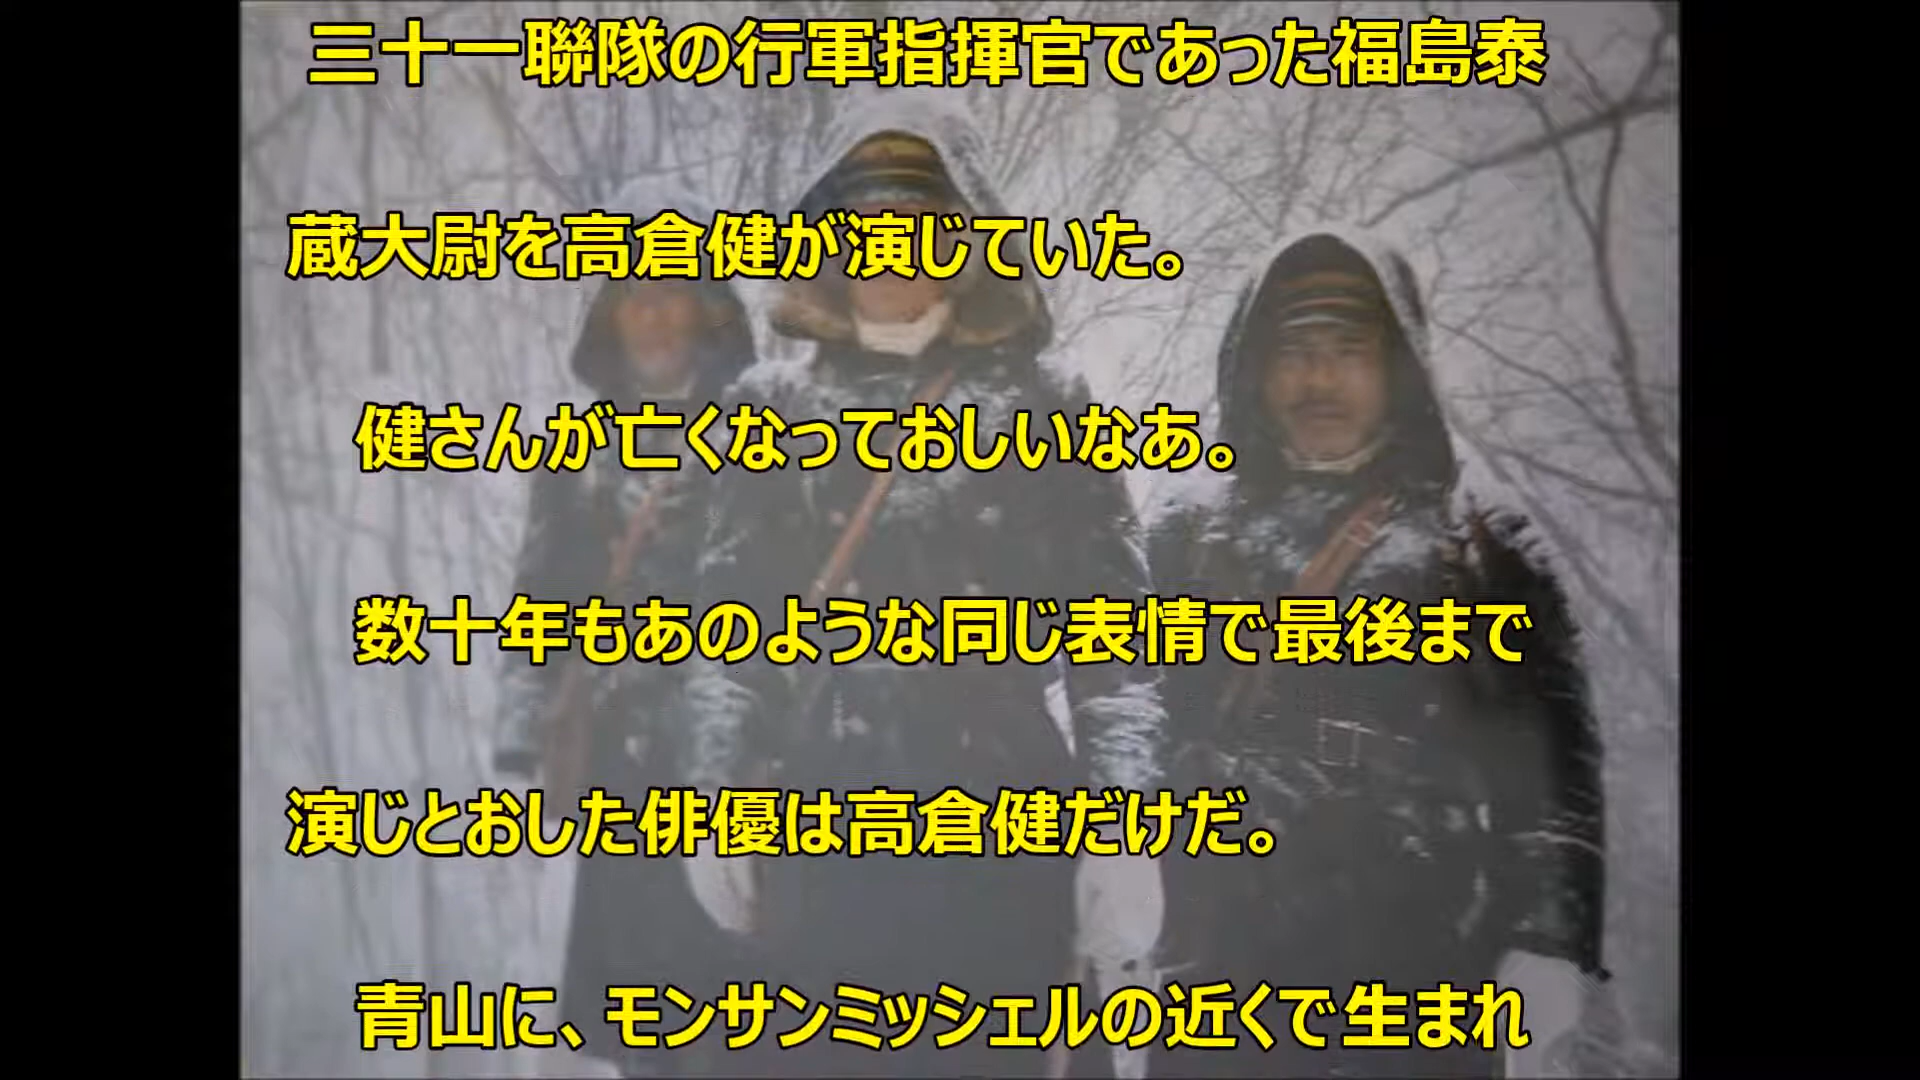 三十一聯隊の行軍指揮官であった福島泰
蔵大尉を高倉健が演じていた。
健さんが亡くなっておしいなあ。
数十年もあのような同じ表情で最後まで
演じとおした俳優は高倉健だけだ。
青山に、モンサンミッシェルの近くで生まれ